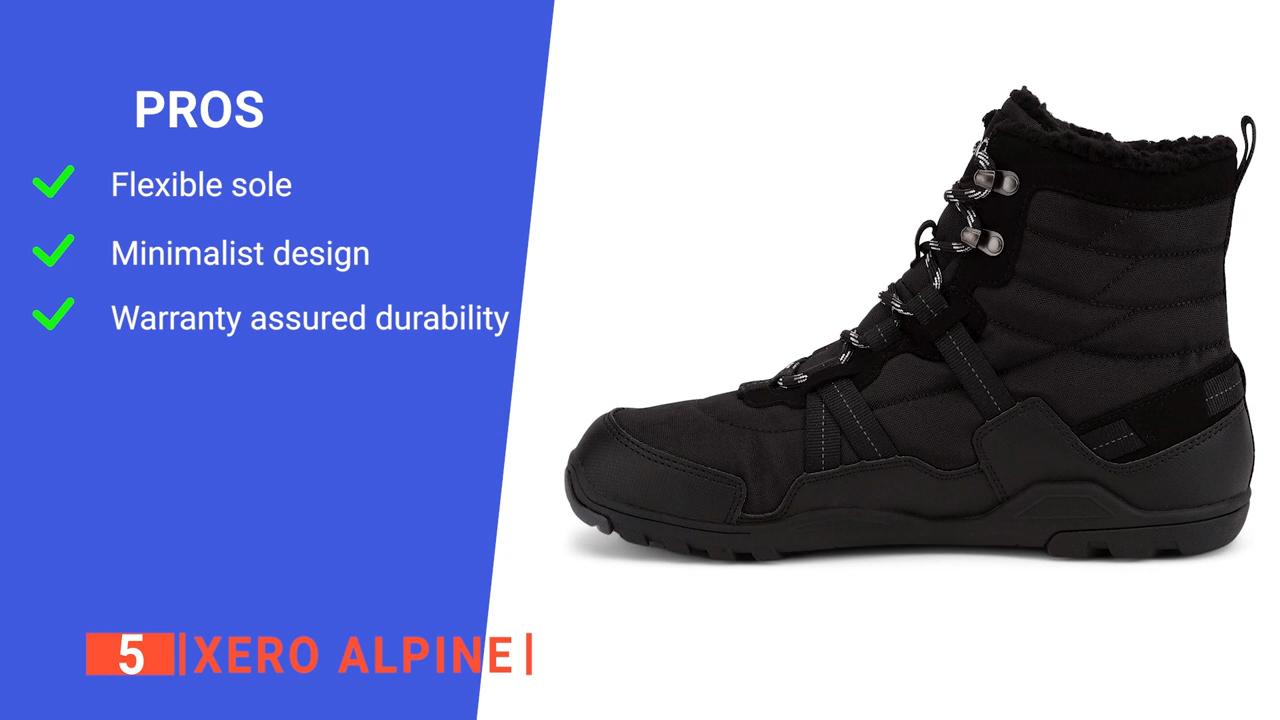 PROS
Flexible sole
Minimalist design
Warranty assured durability
5 XERO ALPINE